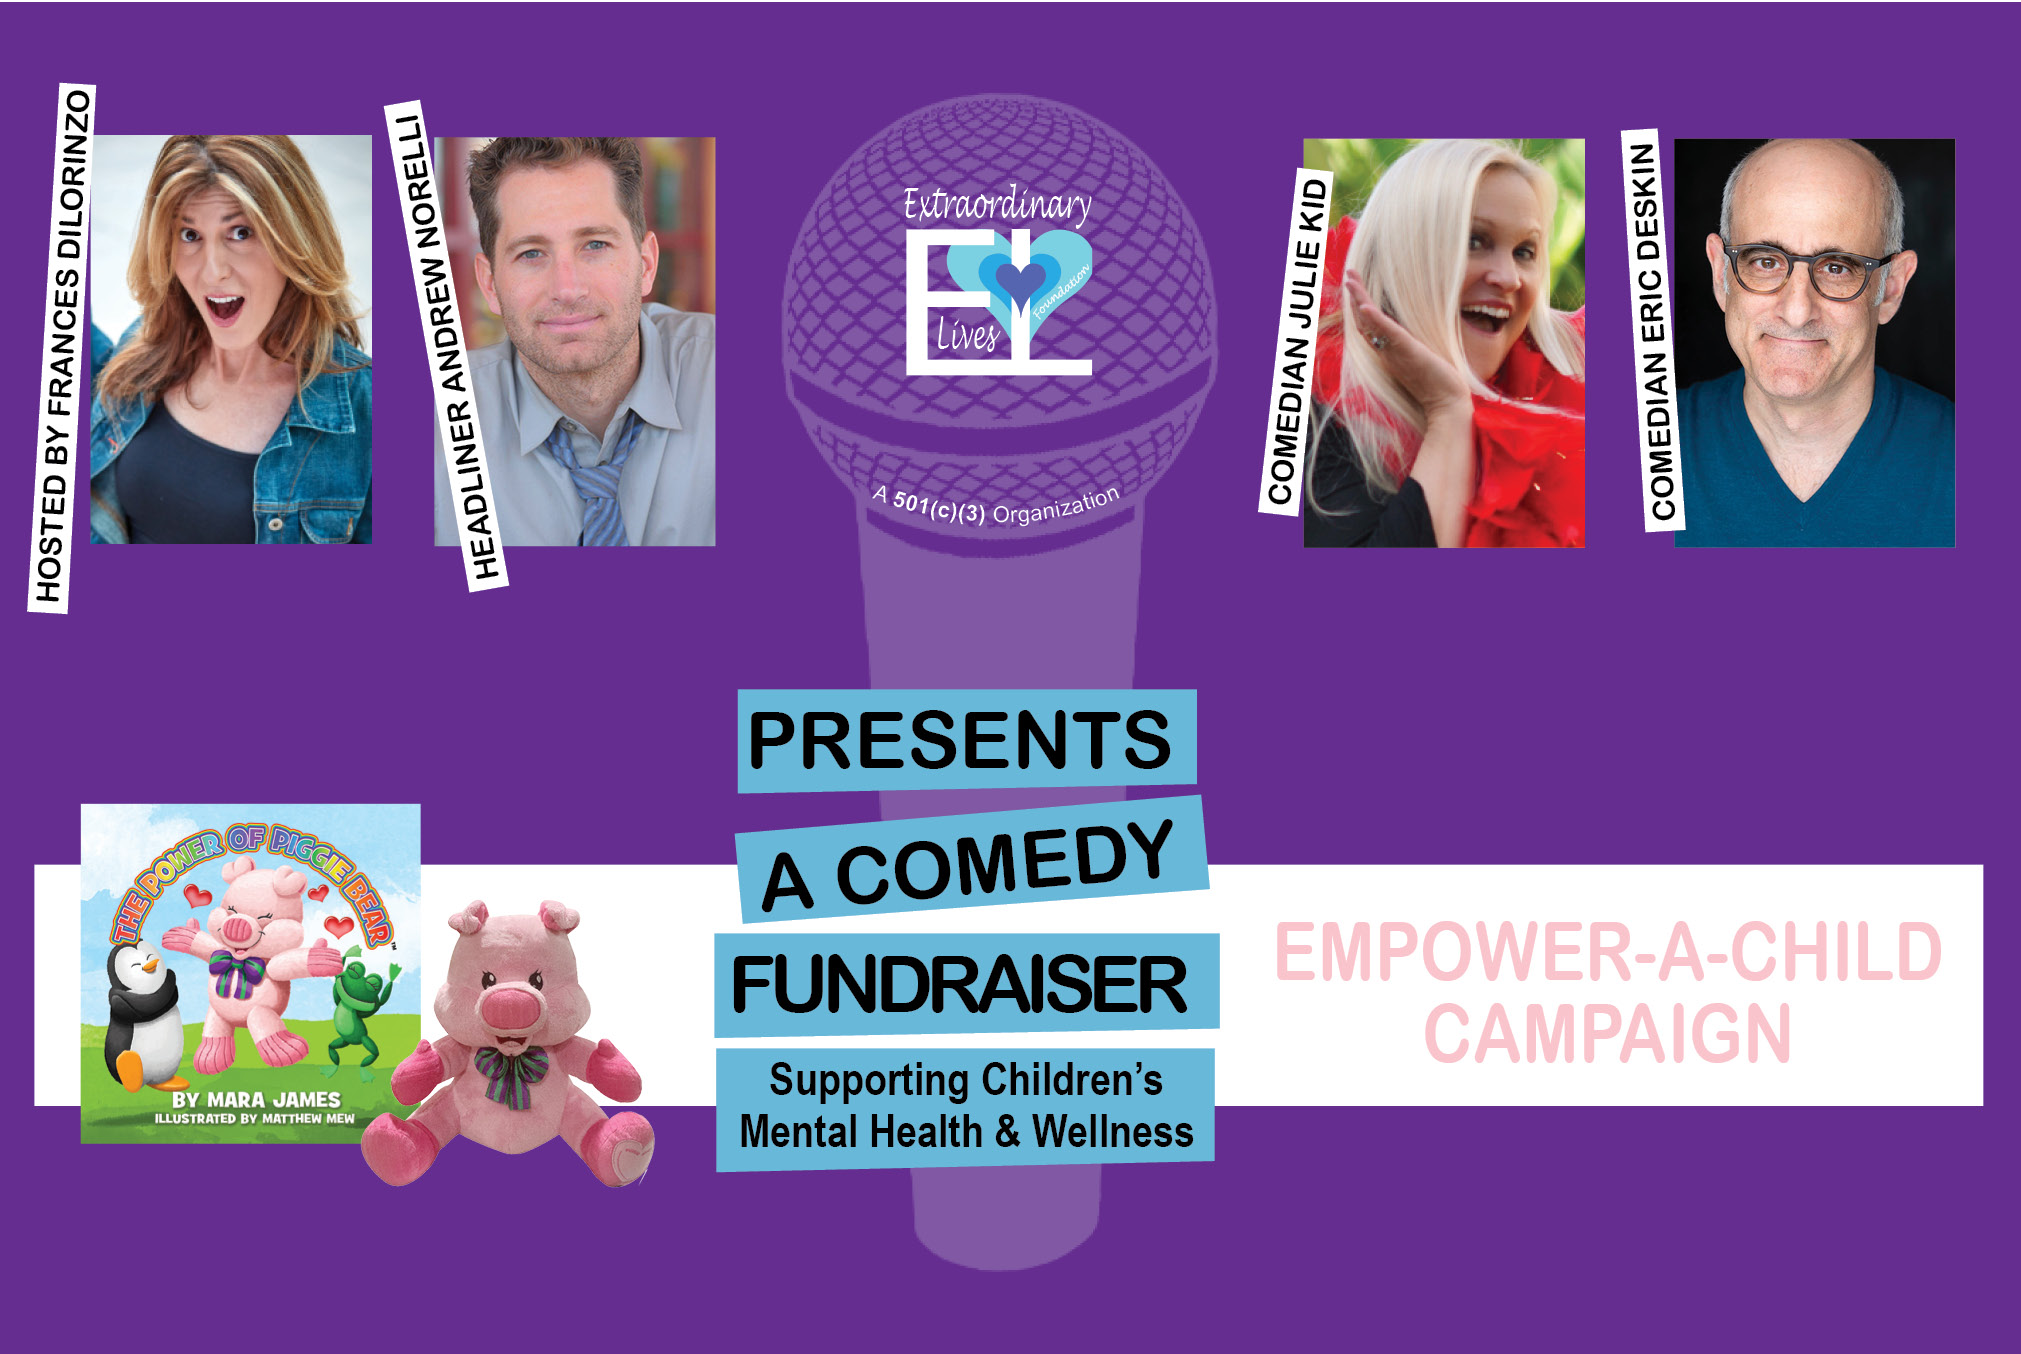 HOSTED BY FRANCES DILORINZO
HEADLINER ANDREW NORELLI
Extraordinary
EL
Lives
Foundation
A 501(c)(3) Organization
COMEDIAN JULIE KID
COMEDIAN ERIC DESKIN
PRESENTS
A COMEDY
FUNDRAISER
Supporting Children's
Mental Health & Wellness
THE POWER OF PIGGIE BEAR™
BY MARA JAMES
ILLUSTRATED BY MATTHEW MEW
EMPOWER-A-CHILD
CAMPAIGN